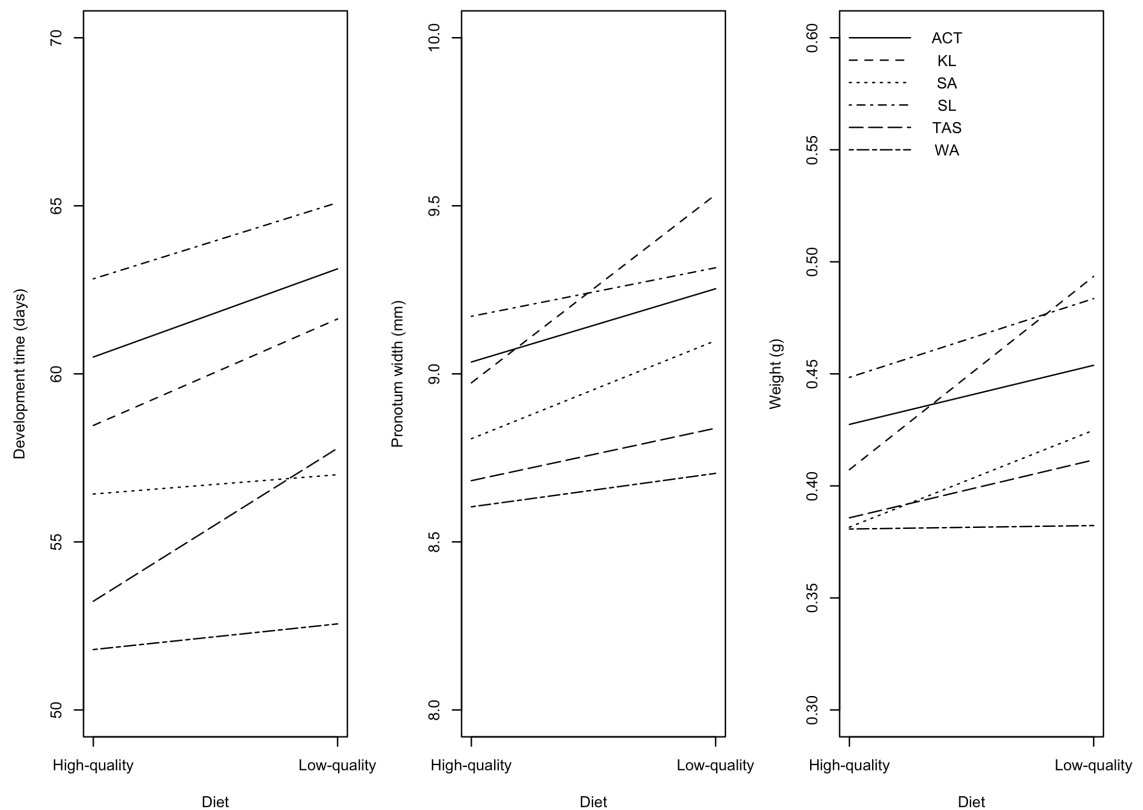 Development time (days)
70
65
60
55
50
High-quality
Low-quality
Diet
Pronotum width (mm)
10.0
9.5
9.0
8.5
8.0
High-quality
Low-quality
Diet
Weight (g)
0.60
0.55
0.50
0.45
0.40
0.35
0.30
ACT
KL
SA
SL
TAS
WA
High-quality
Low-quality
Diet